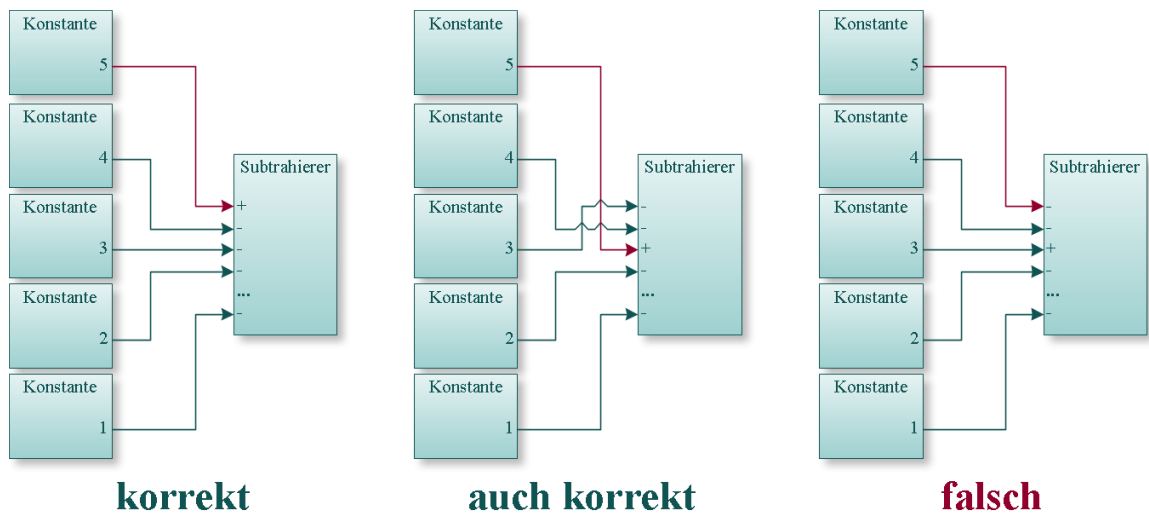 Konstante
5
Konstante
4
Konstante
3
Konstante
2
Konstante
1
Subtrahierer
+
-
-
-
...
-
korrekt
Konstante
5
Konstante
4
Konstante
3
Konstante
2
Konstante
1
Subtrahierer
-
-
+
-
...
-
auch korrekt
Konstante
5
Konstante
4
Konstante
3
Konstante
2
Konstante
1
Subtrahierer
-
-
+
-
...
-
falsch